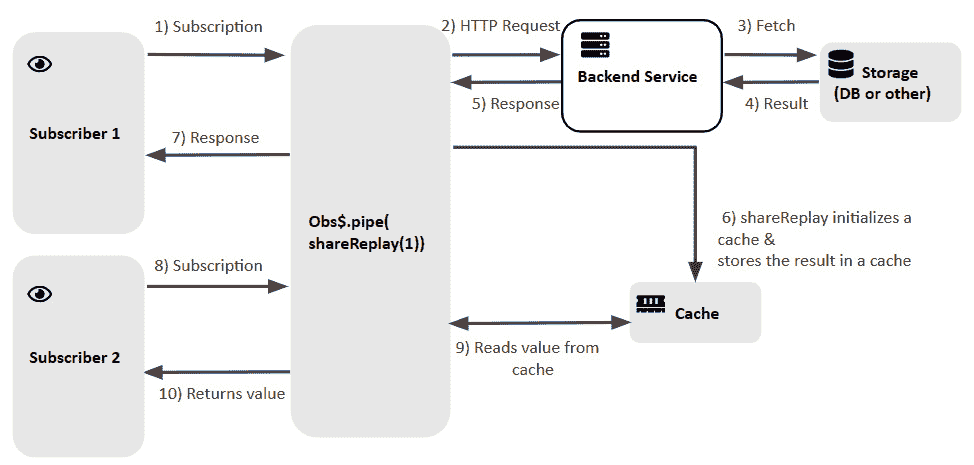 1) Subscription
2) HTTP Request
3) Fetch
Backend Service
Storage
(DB or other)
5) Response
4) Result
Subscriber 1
7) Response
Obs$.pipe(
shareReplay(1))
6) shareReplay initializes a
cache &
stores the result in a cache
8) Subscription
Cache
Subscriber 2
9) Reads value from
cache
10) Returns value